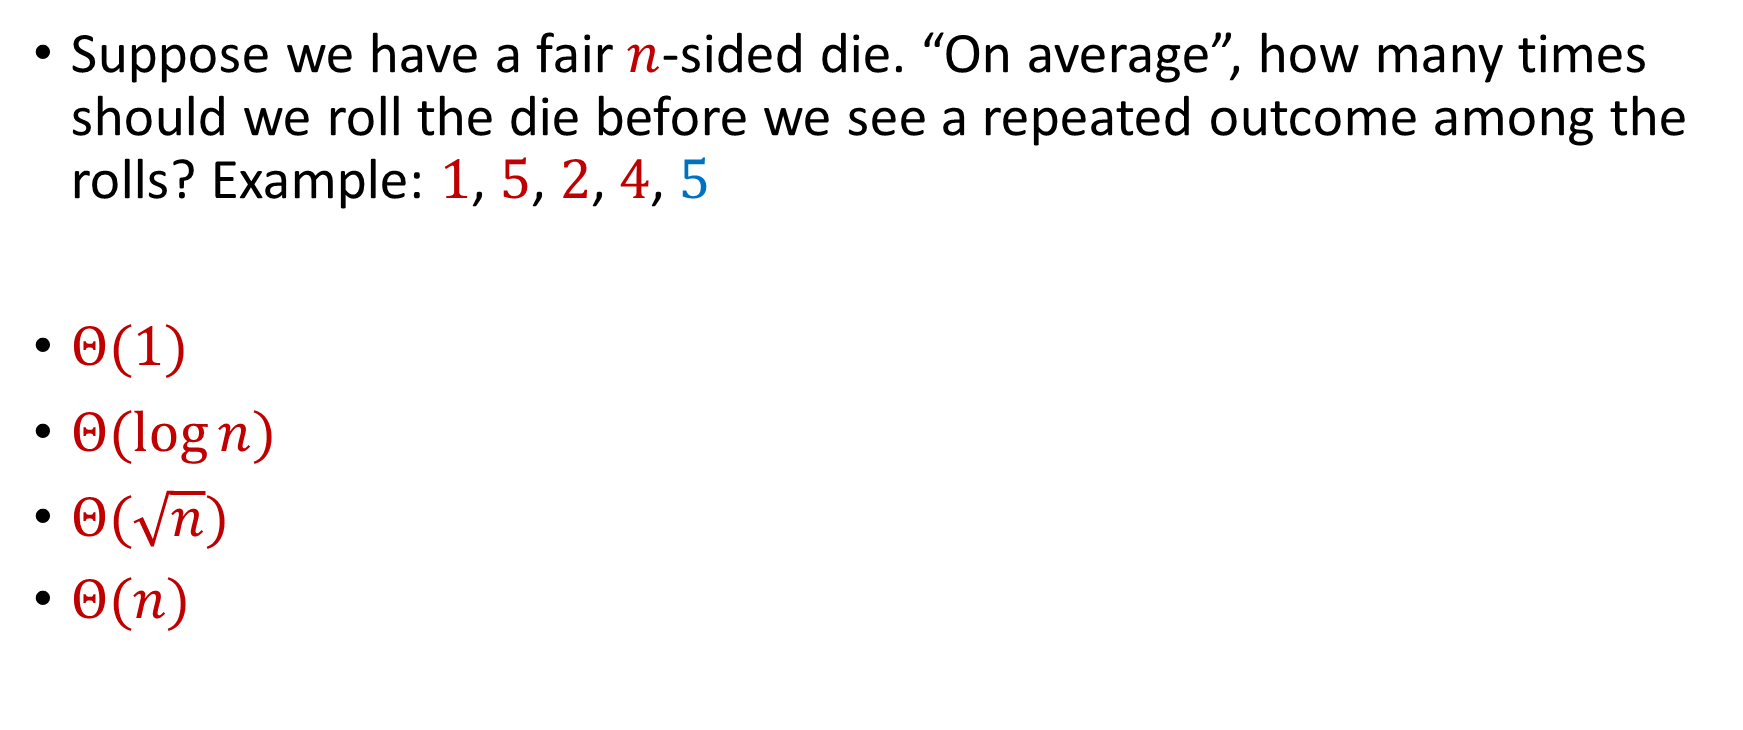 • Suppose we have a fair n-sided die. “On average”, how many times
should we roll the die before we see a repeated outcome among the
rolls? Example: 1, 5, 2, 4, 5
• Θ(1)
• Θ(log n)
• Θ(√n)
• Θ(n)